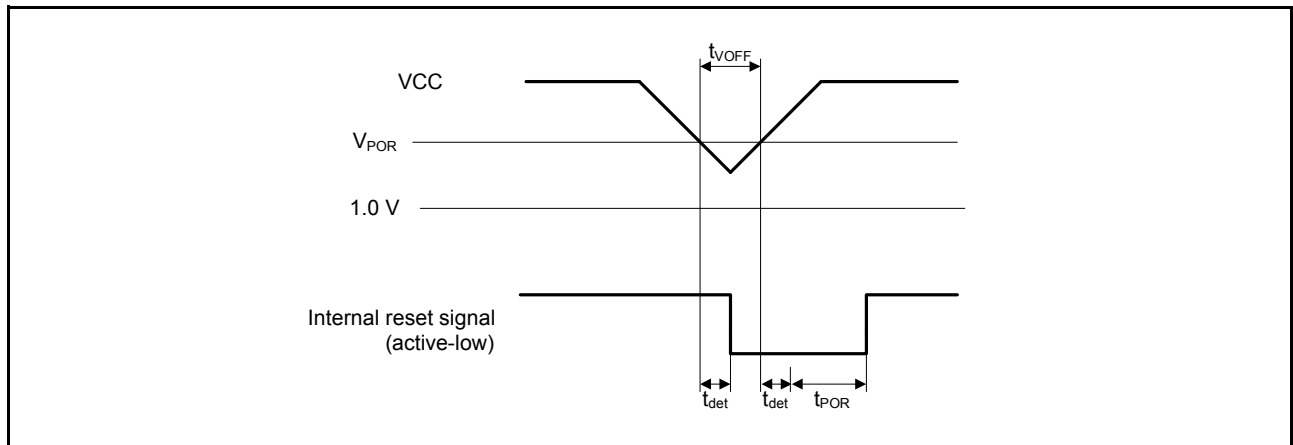 tVOFF
VCC
VPOR
1.0 V
Internal reset signal
(active-low)
tdet
tdet
tPOR